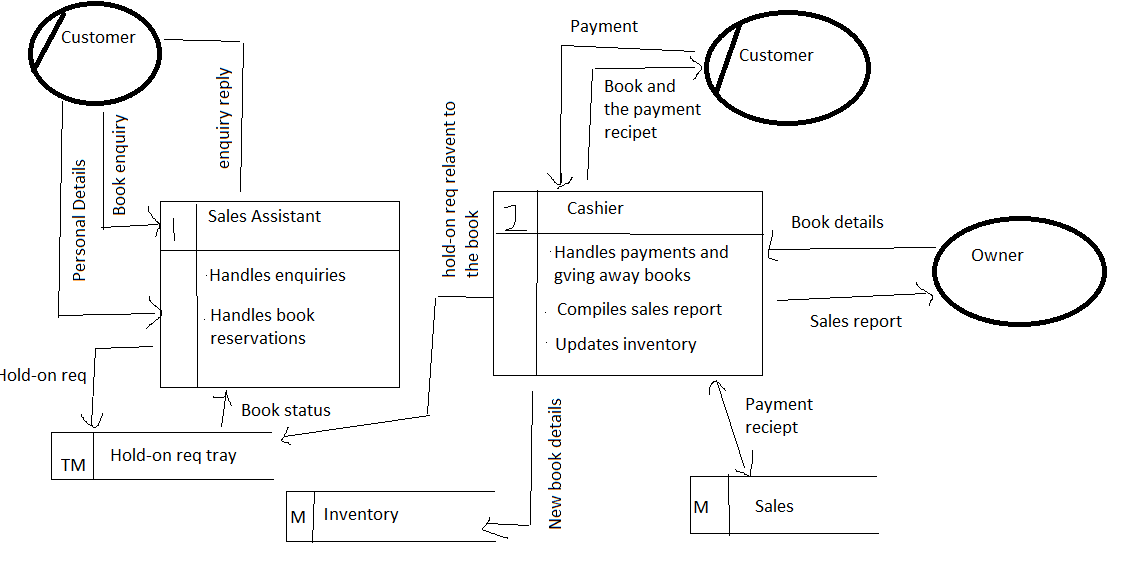 Customer
enquiry reply
Book enquiry
Personal Details
1
Sales Assistant
·Handles enquiries
· Handles book
reservations
Hold-on req
Book status
TM
Hold-on req tray
hold-on req relavent to
the book
Payment
Customer
Book and
the payment
recipet
2
Cashier
· Handles payments and
gving away books
· Compiles sales report
· Updates inventory
Book details
Owner
Sales report
New book details
Payment
reciept
M
Inventory
M
Sales